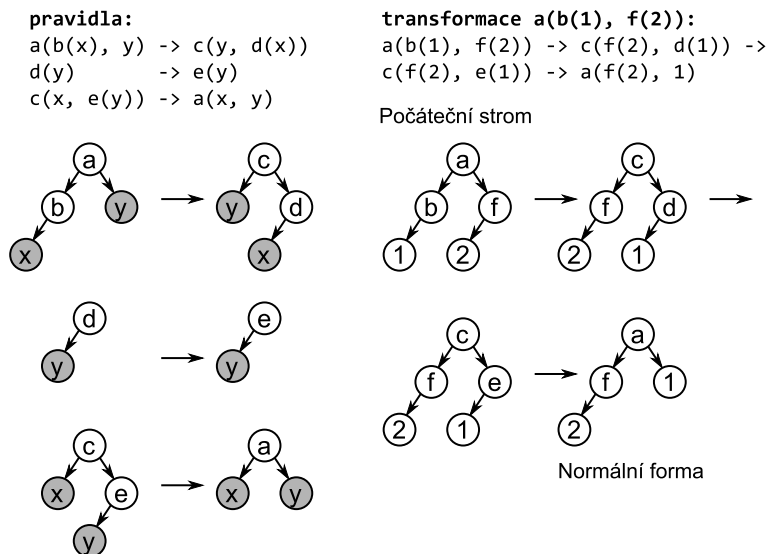 pravidla:
a(b(x), y) -> c(y, d(x))
d(y)       -> e(y)
c(x, e(y)) -> a(x, y)
transformace a(b(1), f(2)):
a(b(1), f(2)) -> c(f(2), d(1)) ->
c(f(2), e(1)) -> a(f(2), 1)
Počáteční strom
a
b
y
x
c
y
d
x
a
b
f
1
2
c
f
d
2
1
d
y
e
y
c
f
e
2
1
a
f
1
2
Normální forma
c
x
e
y
a
x
y